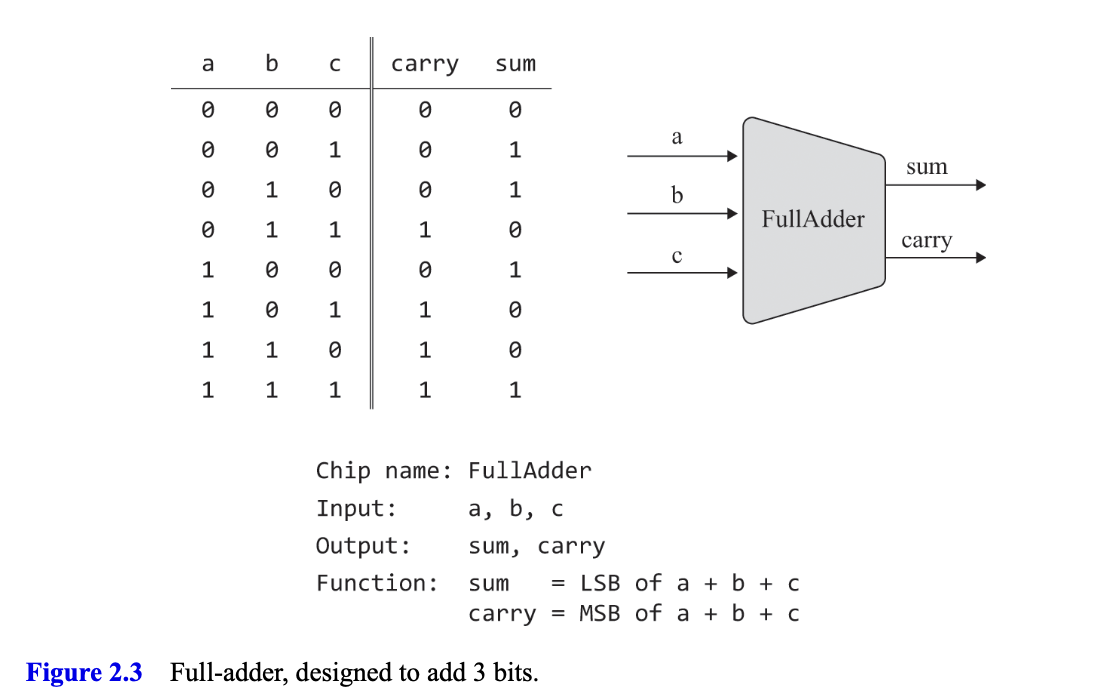 a b c carry sum
0 0 0 0 0
0 0 1 0 1
0 1 0 0 1
0 1 1 1 0
1 0 0 0 1
1 0 1 1 0
1 1 0 1 0
1 1 1 1 1
a
b
c
FullAdder
sum
carry
Chip name: FullAdder
Input: a, b, c
Output: sum, carry
Function: sum = LSB of a + b + c
carry = MSB of a + b + c
Figure 2.3 Full-adder, designed to add 3 bits.